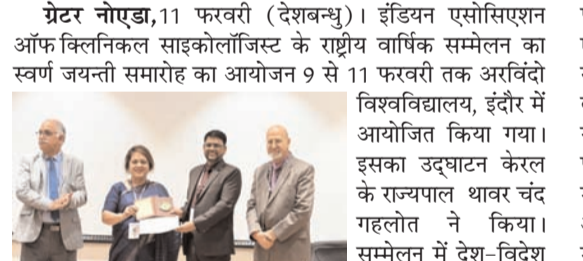 ग्रेटर नोएडा,11 फरवरी (देशबन्धु)। इंडियन एसोसिएशन
ऑफ क्लिनिकल साइकोलॉजिस्ट के राष्ट्रीय वार्षिक सम्मेलन का
स्वर्ण जयन्ती समारोह का आयोजन 9 से 11 फरवरी तक अरविंदो
विश्वविद्यालय, इंदौर में
आयोजित किया गया।
इसका उद्घाटन केरल
के राज्यपाल थावर चंद
गहलोत ने किया।
सम्मेलन में देश-विदेश